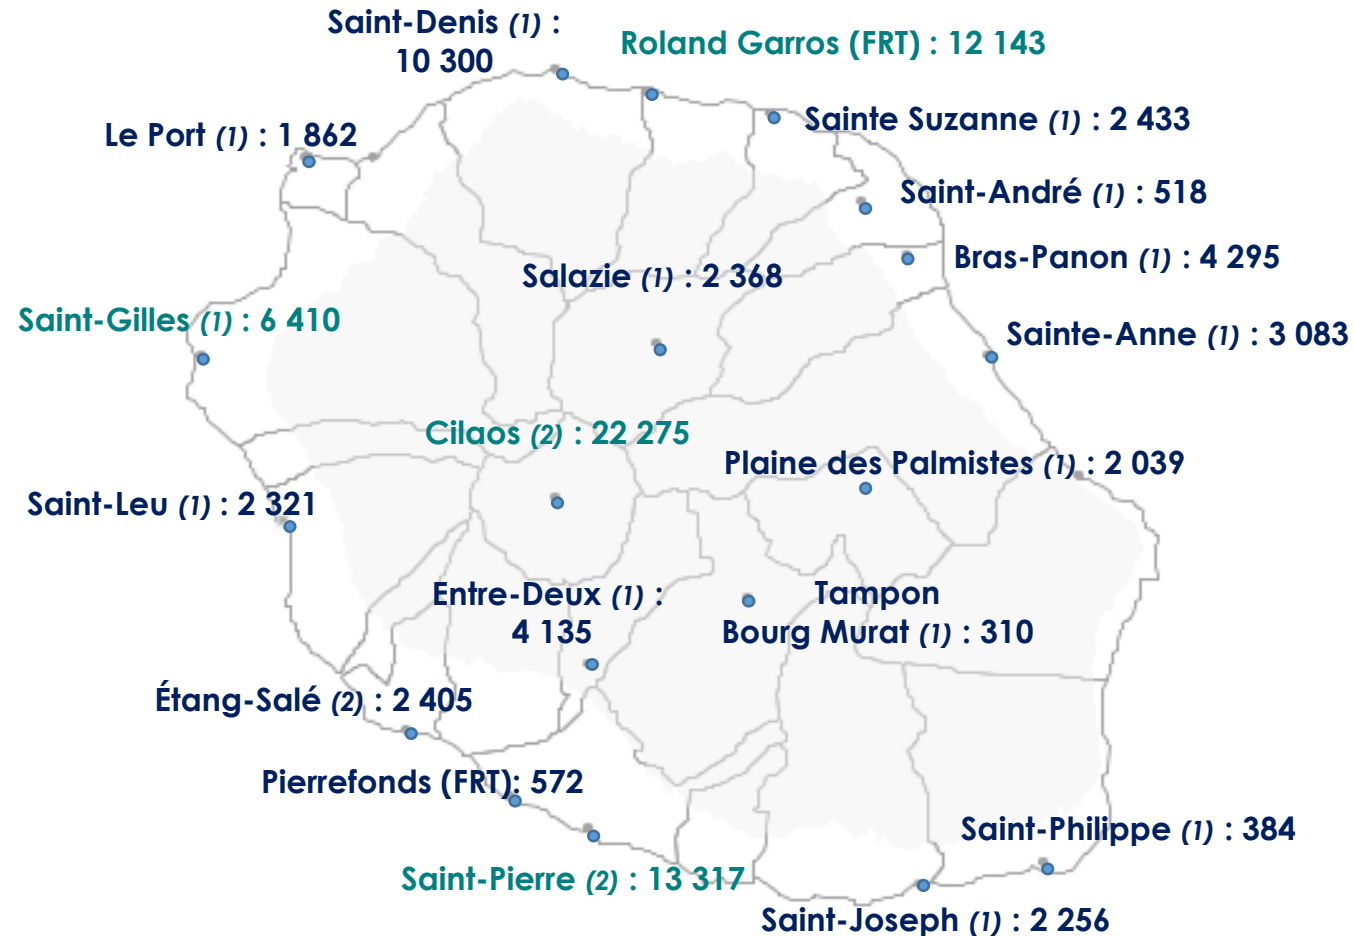 Saint-Denis (1) :
10 300
Roland Garros (FRT) : 12 143
Le Port (1) : 1 862
Sainte Suzanne (1) : 2 433
Saint-André (1) : 518
Bras-Panon (1) : 4 295
Salazie (1) : 2 368
Saint-Gilles (1) : 6 410
Sainte-Anne (1) : 3 083
Cilaos (2) : 22 275
Plaine des Palmistes (1) : 2 039
Saint-Leu (1) : 2 321
Entre-Deux (1) :
4 135
Tampon
Bourg Murat (1) : 310
Étang-Salé (2) : 2 405
Pierrefonds (FRT): 572
Saint-Philippe (1) : 384
Saint-Pierre (2) : 13 317
Saint-Joseph (1) : 2 256